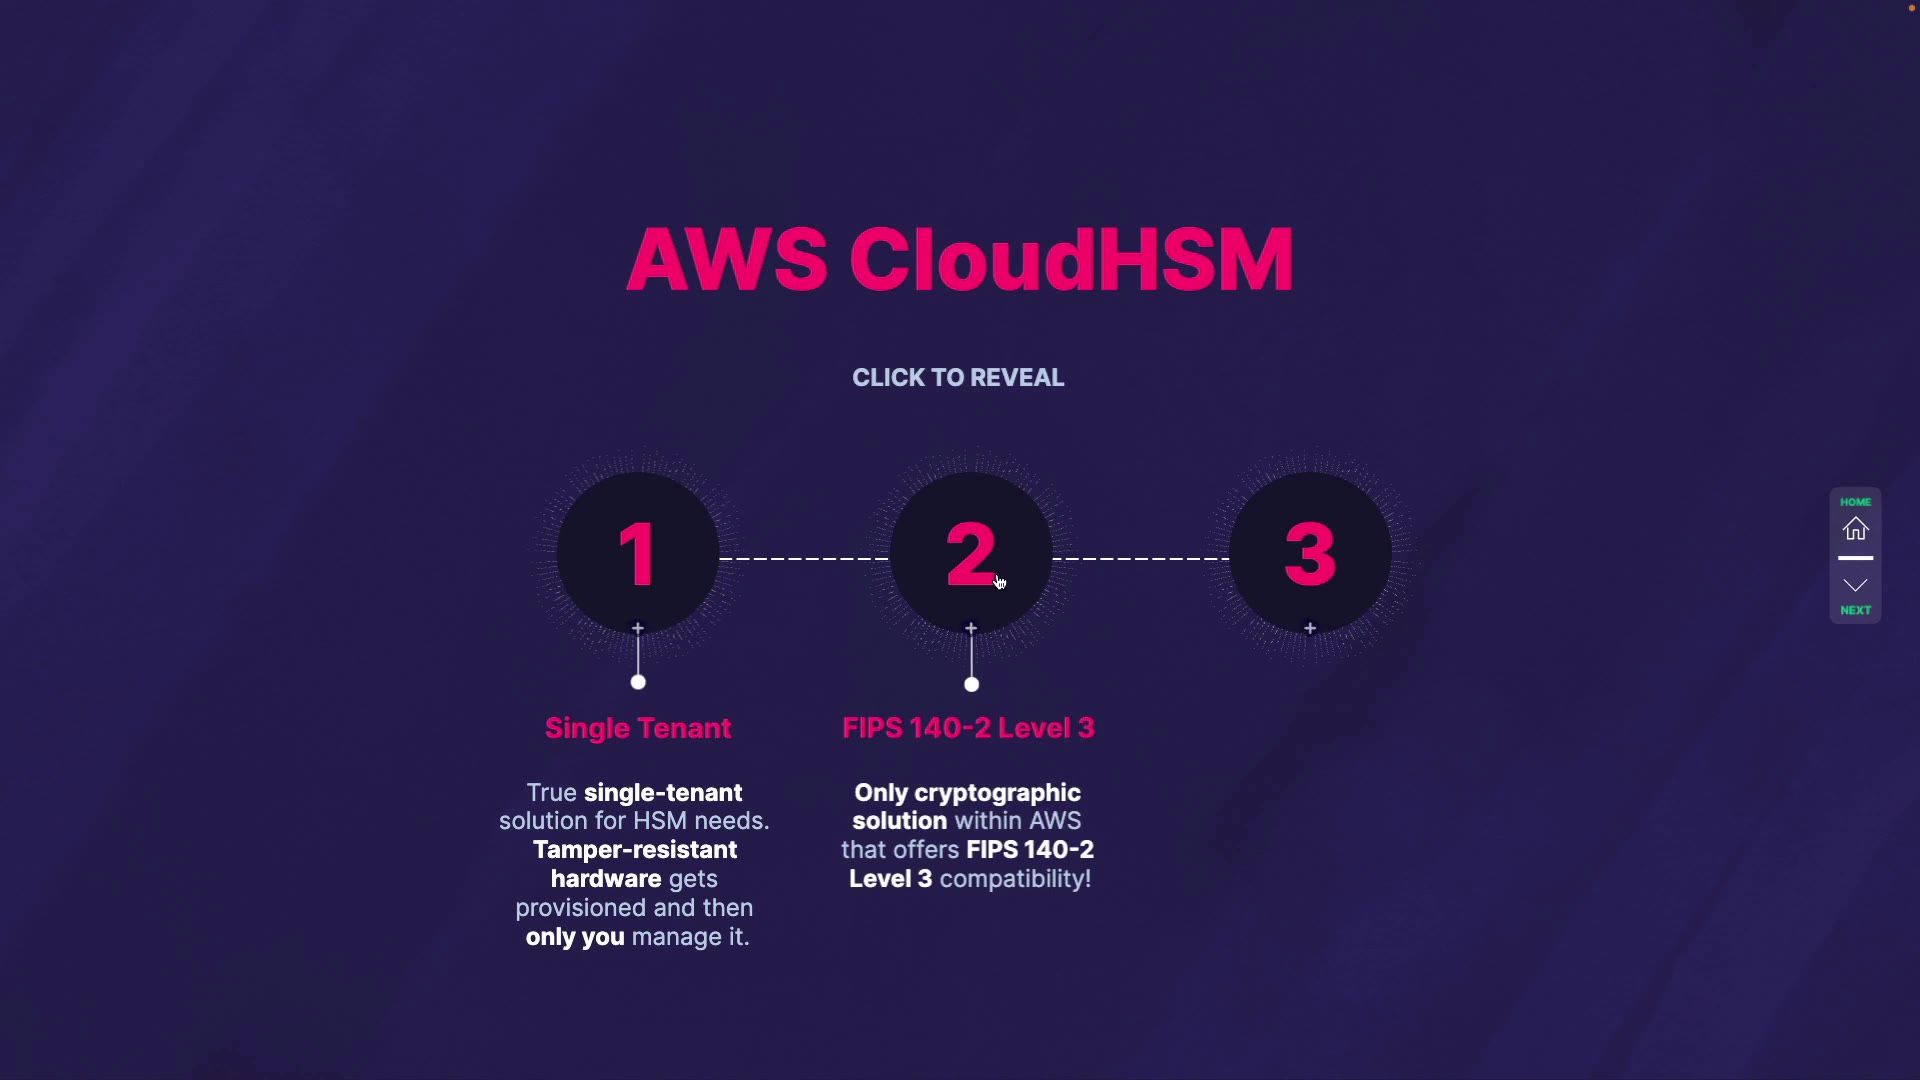 AWS CloudHSM
CLICK TO REVEAL
1
2
3
Single Tenant
True single-tenant
solution for HSM needs.
Tamper-resistant
hardware gets
provisioned and then
only you manage it.
FIPS 140-2 Level 3
Only cryptographic
solution within AWS
that offers FIPS 140-2
Level 3 compatibility!
HOME
NEXT